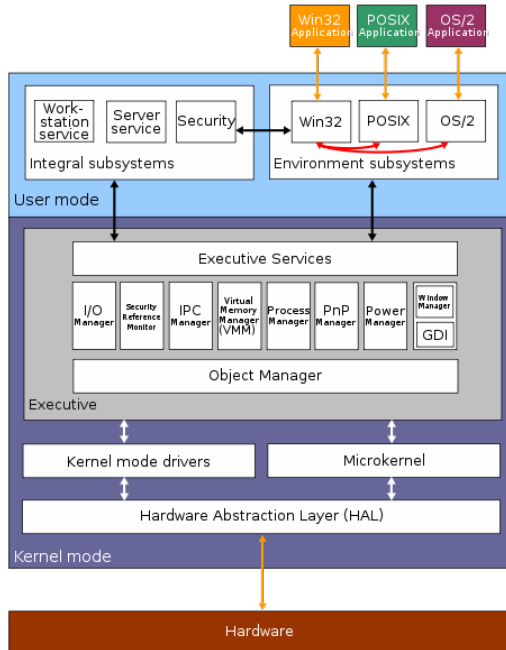 Win32
Application
POSIX
Application
OS/2
Application
Work-
station
service
Server
service
Security
Integral subsystems
Win32
POSIX
OS/2
Environment subsystems
User mode
Executive Services
I/O
Manager
Security
Reference
Monitor
IPC
Manager
Virtual
Memory
Manager
(VMM)
Process
Manager
PnP
Manager
Power
Manager
Window
Manager
GDI
Object Manager
Executive
Kernel mode drivers
Microkernel
Hardware Abstraction Layer (HAL)
Kernel mode
Hardware